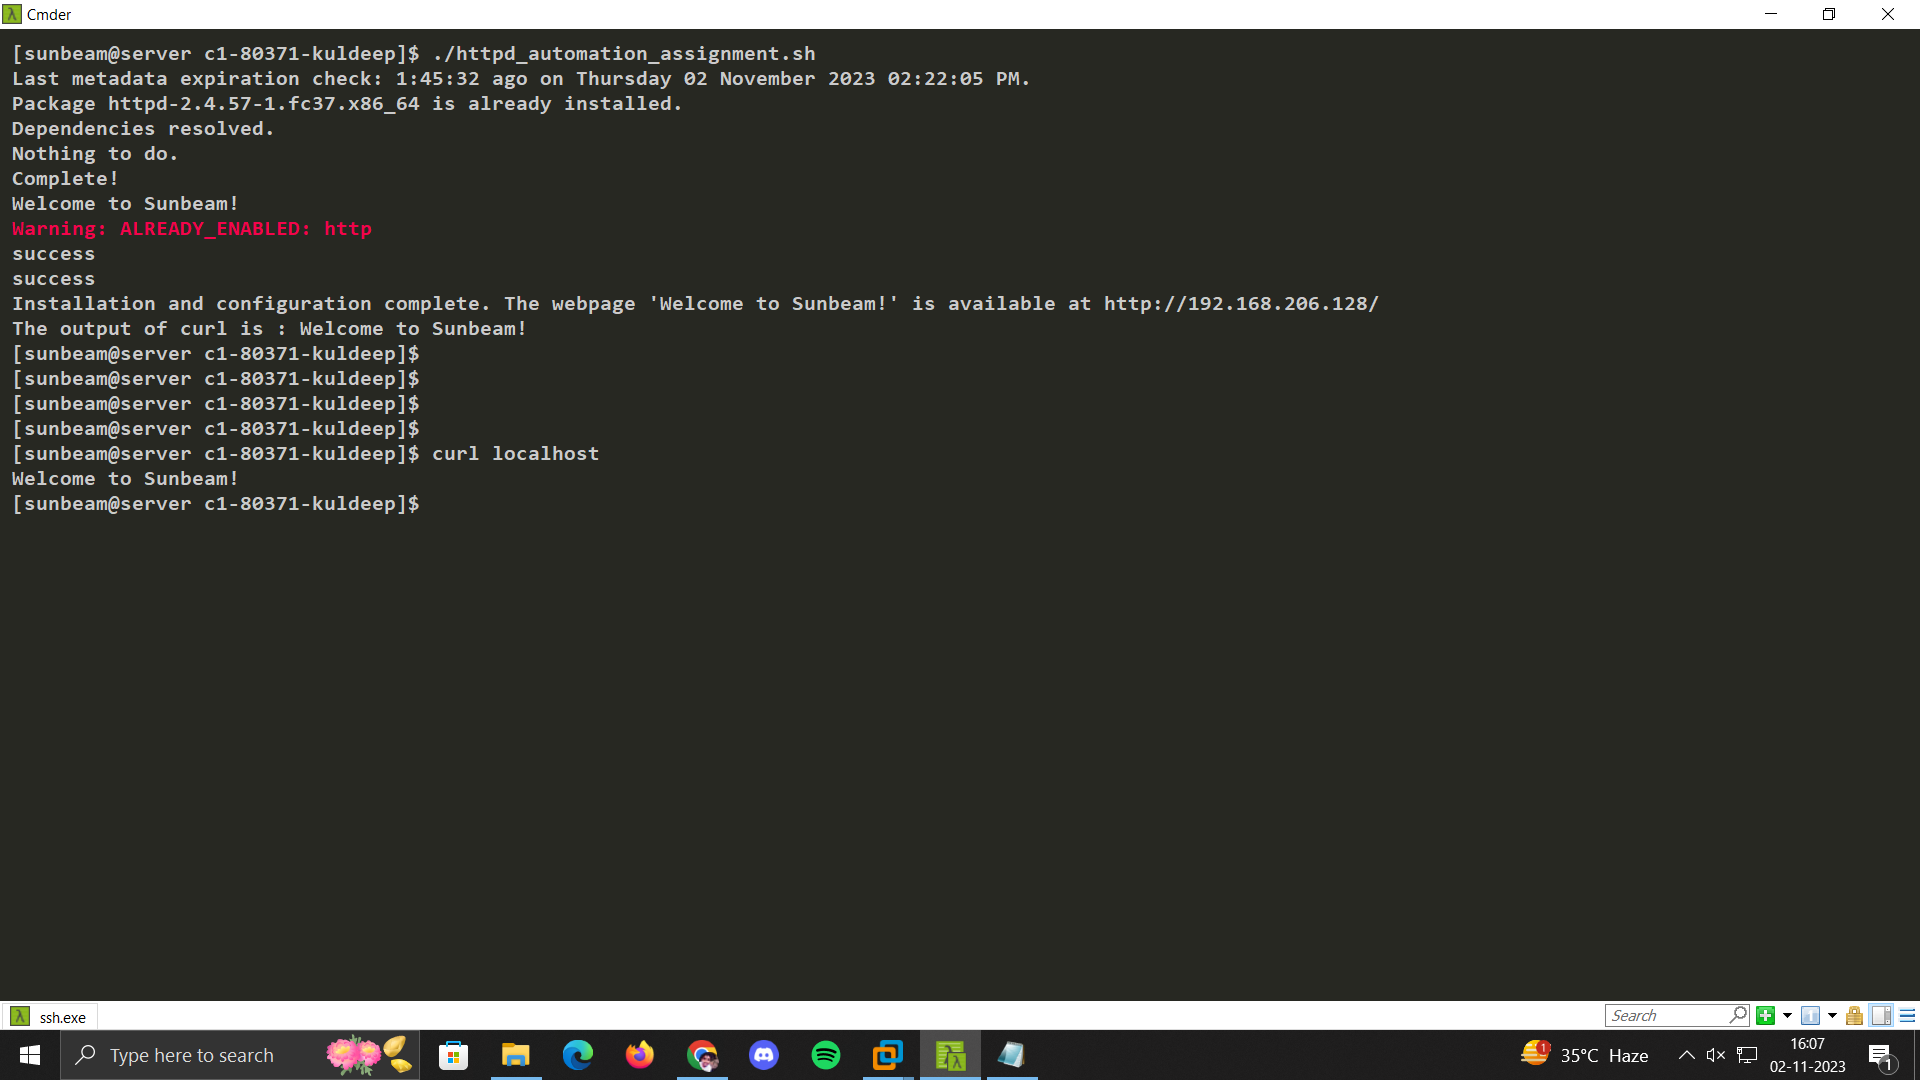 Cmder
[sunbeam@server c1-80371-kuldeep]$ ./httpd_automation_assignment.sh
Last metadata expiration check: 1:45:32 ago on Thursday 02 November 2023 02:22:05 PM.
Package httpd-2.4.57-1.fc37.x86_64 is already installed.
Dependencies resolved.
Nothing to do.
Complete!
Welcome to Sunbeam!
Warning: ALREADY_ENABLED: http
success
success
Installation and configuration complete. The webpage 'Welcome to Sunbeam!' is available at http://192.168.206.128/
The output of curl is : Welcome to Sunbeam!
[sunbeam@server c1-80371-kuldeep]$
[sunbeam@server c1-80371-kuldeep]$
[sunbeam@server c1-80371-kuldeep]$
[sunbeam@server c1-80371-kuldeep]$
[sunbeam@server c1-80371-kuldeep]$ curl localhost
Welcome to Sunbeam!
[sunbeam@server c1-80371-kuldeep]$
ssh.exe
Search
Type here to search
1
35°C Haze
16:07
02-11-2023
1